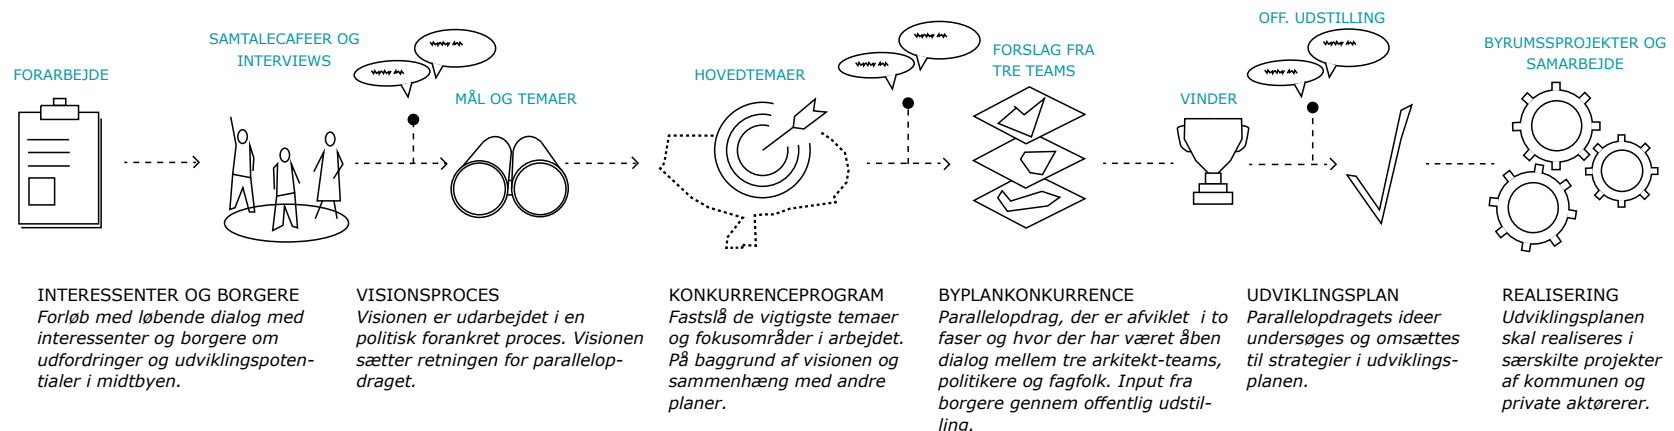 FORARBEJDE
SAMTALECAFEER OG
INTERVIEWS
MÅL OG TEMAER
HOVEDTEMAER
FORSLAG FRA
TRE TEAMS
VINDER
OFF. UDSTILLING
BYRUMSSPROJEKTER OG
SAMARBEJDE
INTERESSENTER OG BORGERE
Forløb med løbende dialog med
interessenter og borgere om
udfordringer og udviklingspoten-
tialer i midtbyen.
VISIONSPROCES
Visionen er udarbejdet i en
politisk forankret proces. Visionen
sætter retningen for parallelop-
draget.
KONKURRENCEPROGRAM
Fastslå de vigtigste temaer
og fokusområder i arbejdet.
På baggrund af visionen og
sammenhæng med andre
planer.
BYPLANKONKURRENCE
Parallelopdrag, der er afviklet i to
faser og hvor der har været åben
dialog mellem tre arkitekt-teams,
politikere og fagfolk. Input fra
borgere gennem offentlig udstil-
ling.
UDVIKLINGSPLAN
Parallelopdragets ideer
undersøges og omsættes
til strategier i udviklings-
planen.
REALISERING
Udviklingsplanen
skal realiseres i
særskilte projekter
af kommunen og
private aktørerer.